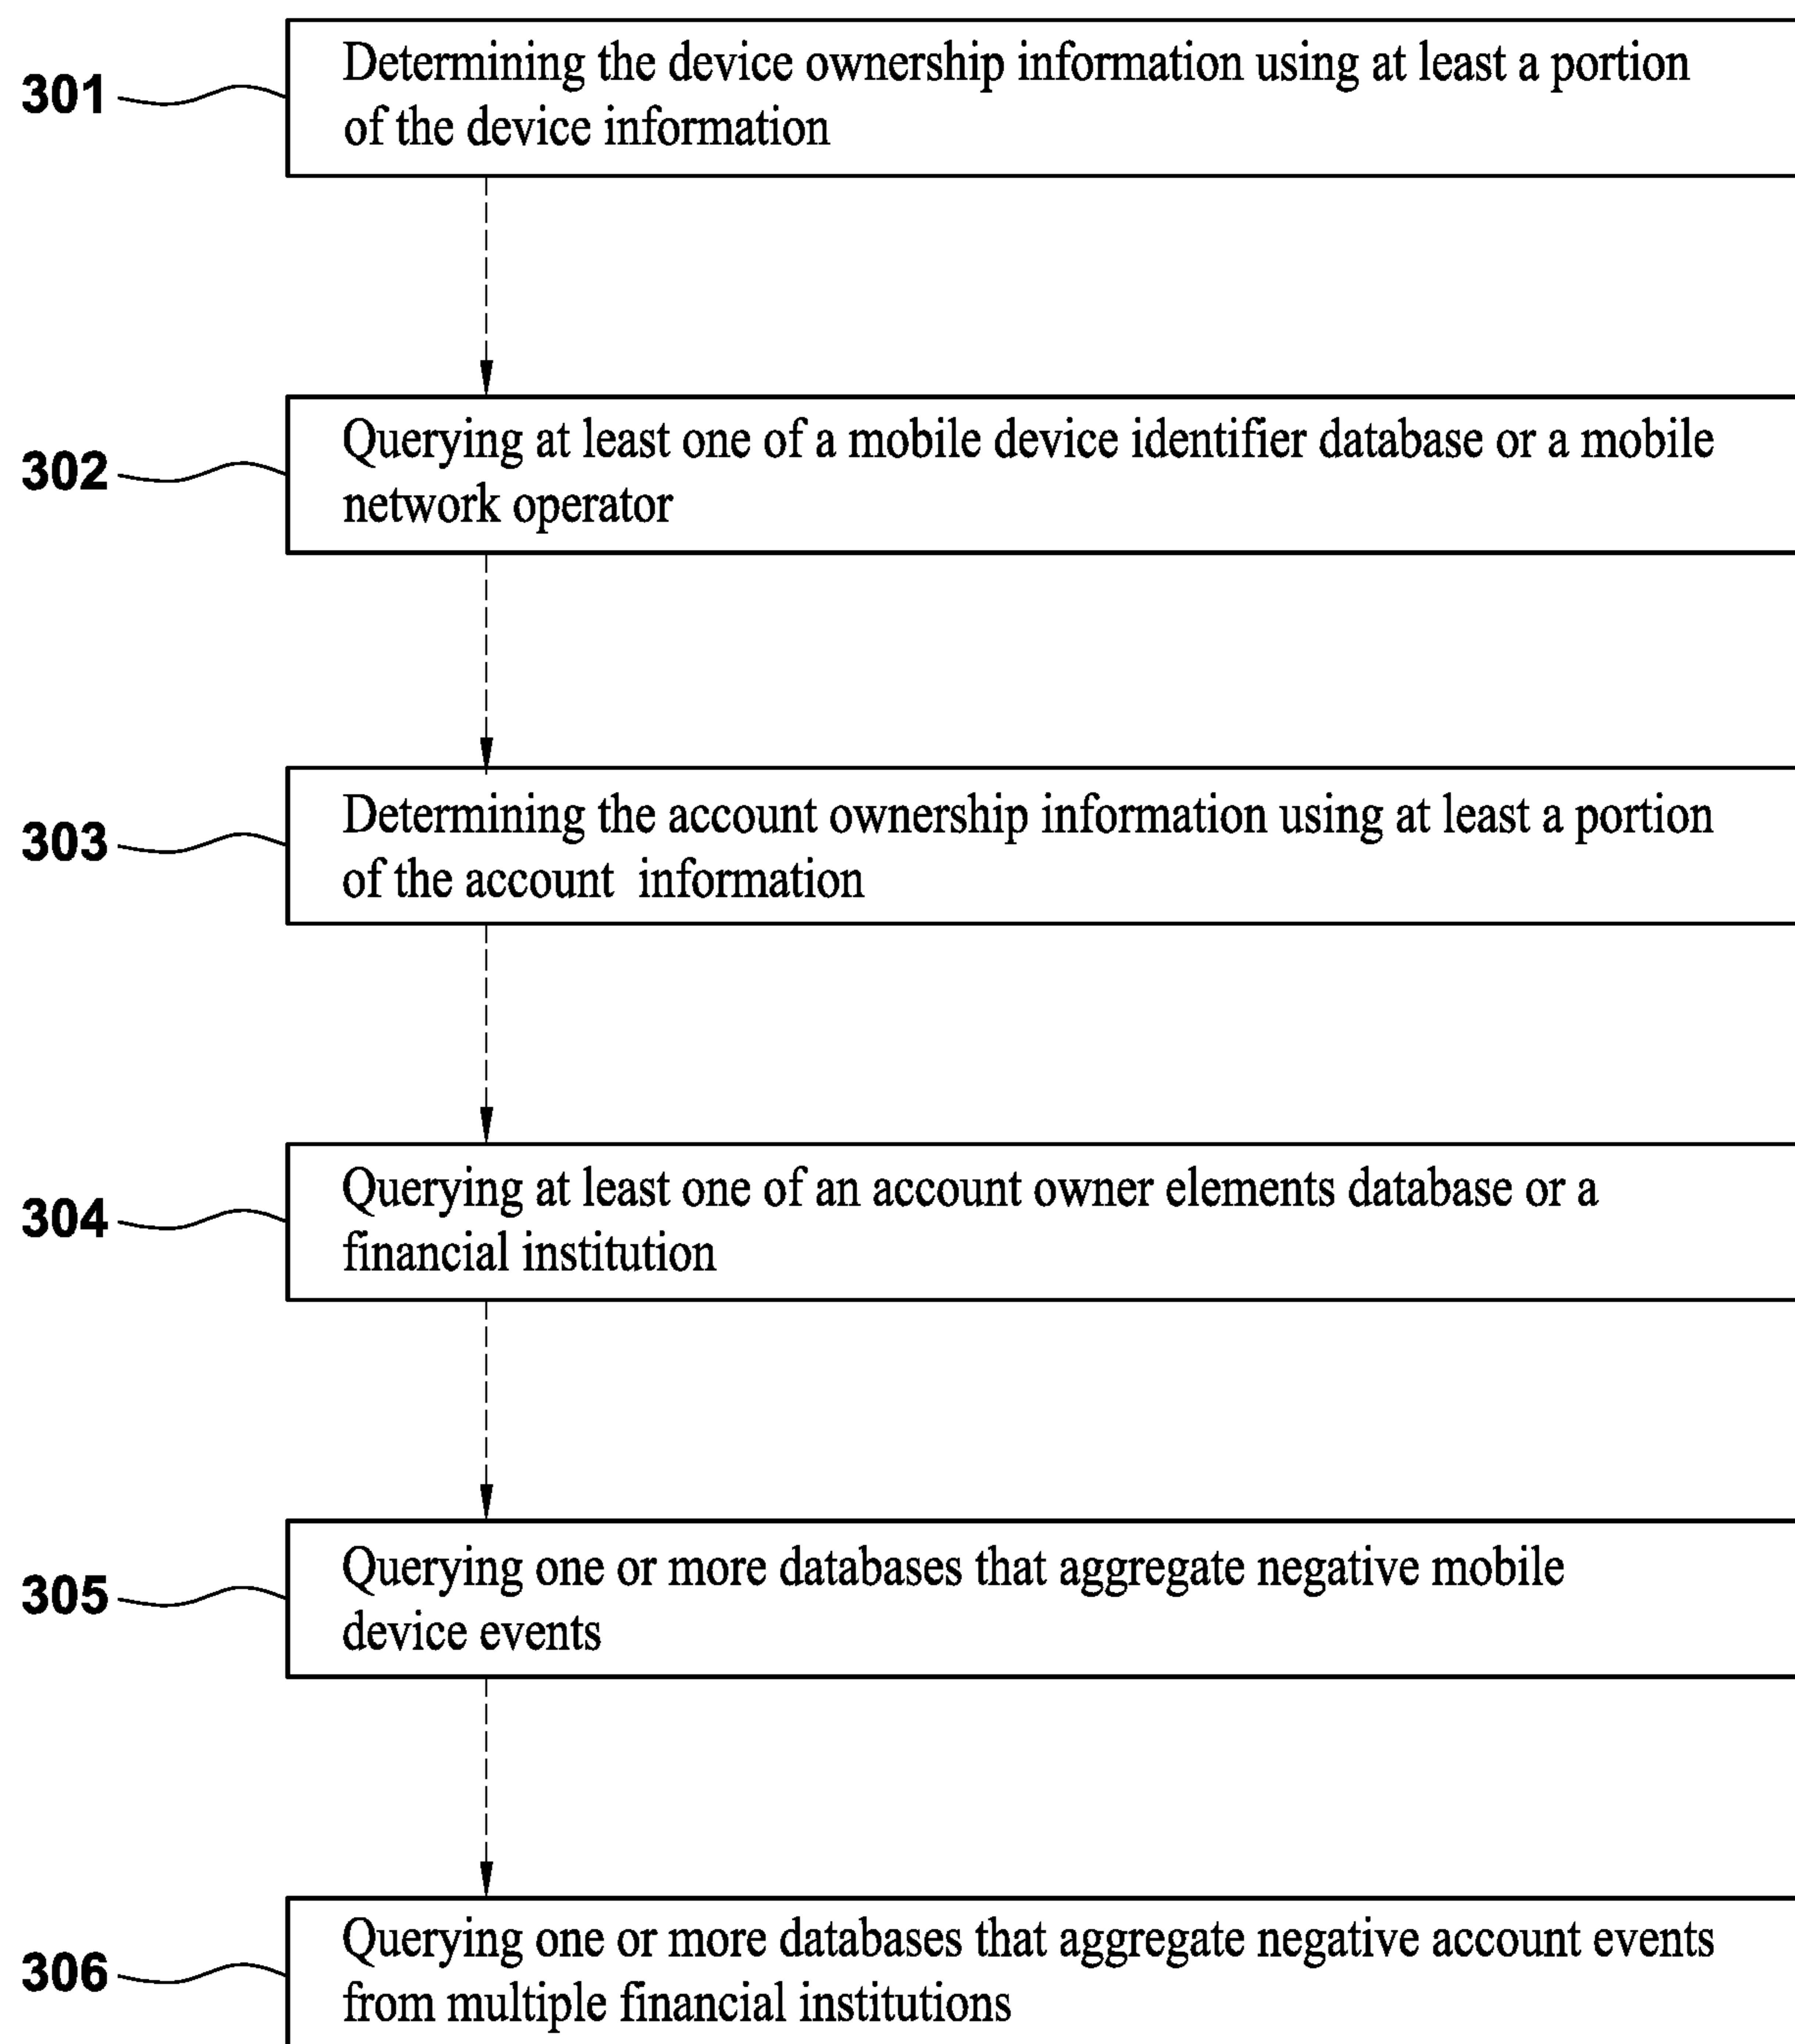 301
Determining the device ownership information using at least a portion
of the device information
302
Querying at least one of a mobile device identifier database or a mobile
network operator
303
Determining the account ownership information using at least a portion
of the account information
304
Querying at least one of an account owner elements database or a
financial institution
305
Querying one or more databases that aggregate negative mobile
device events
306
Querying one or more databases that aggregate negative account events
from multiple financial institutions